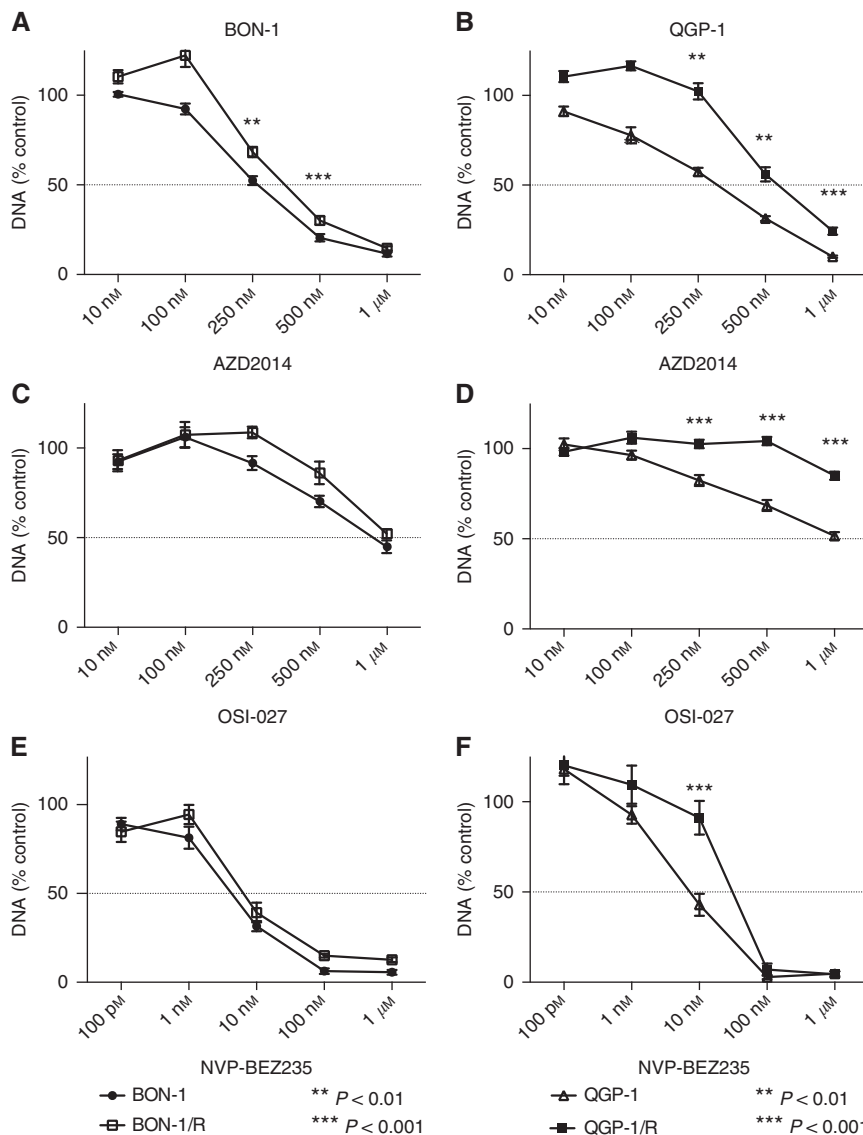 A BON-1
DNA (% control)
100
50
0
**
***
10 nM 100 nM 250 nM 500 nM 1 μM
AZD2014
B QGP-1
DNA (% control)
100
50
0
**
**
***
10 nM 100 nM 250 nM 500 nM 1 μM
AZD2014
C
DNA (% control)
100
50
0
10 nM 100 nM 250 nM 500 nM 1 μM
OSI-027
D
DNA (% control)
100
50
0
***
***
***
10 nM 100 nM 250 nM 500 nM 1 μM
OSI-027
E
DNA (% control)
100
50
0
100 pM 1 nM 10 nM 100 nM 1 μM
NVP-BEZ235
F
DNA (% control)
100
50
0
***
100 pM 1 nM 10 nM 100 nM 1 μM
NVP-BEZ235
BON-1 ** P < 0.01
BON-1/R *** P < 0.001
QGP-1 ** P < 0.01
QGP-1/R *** P < 0.00